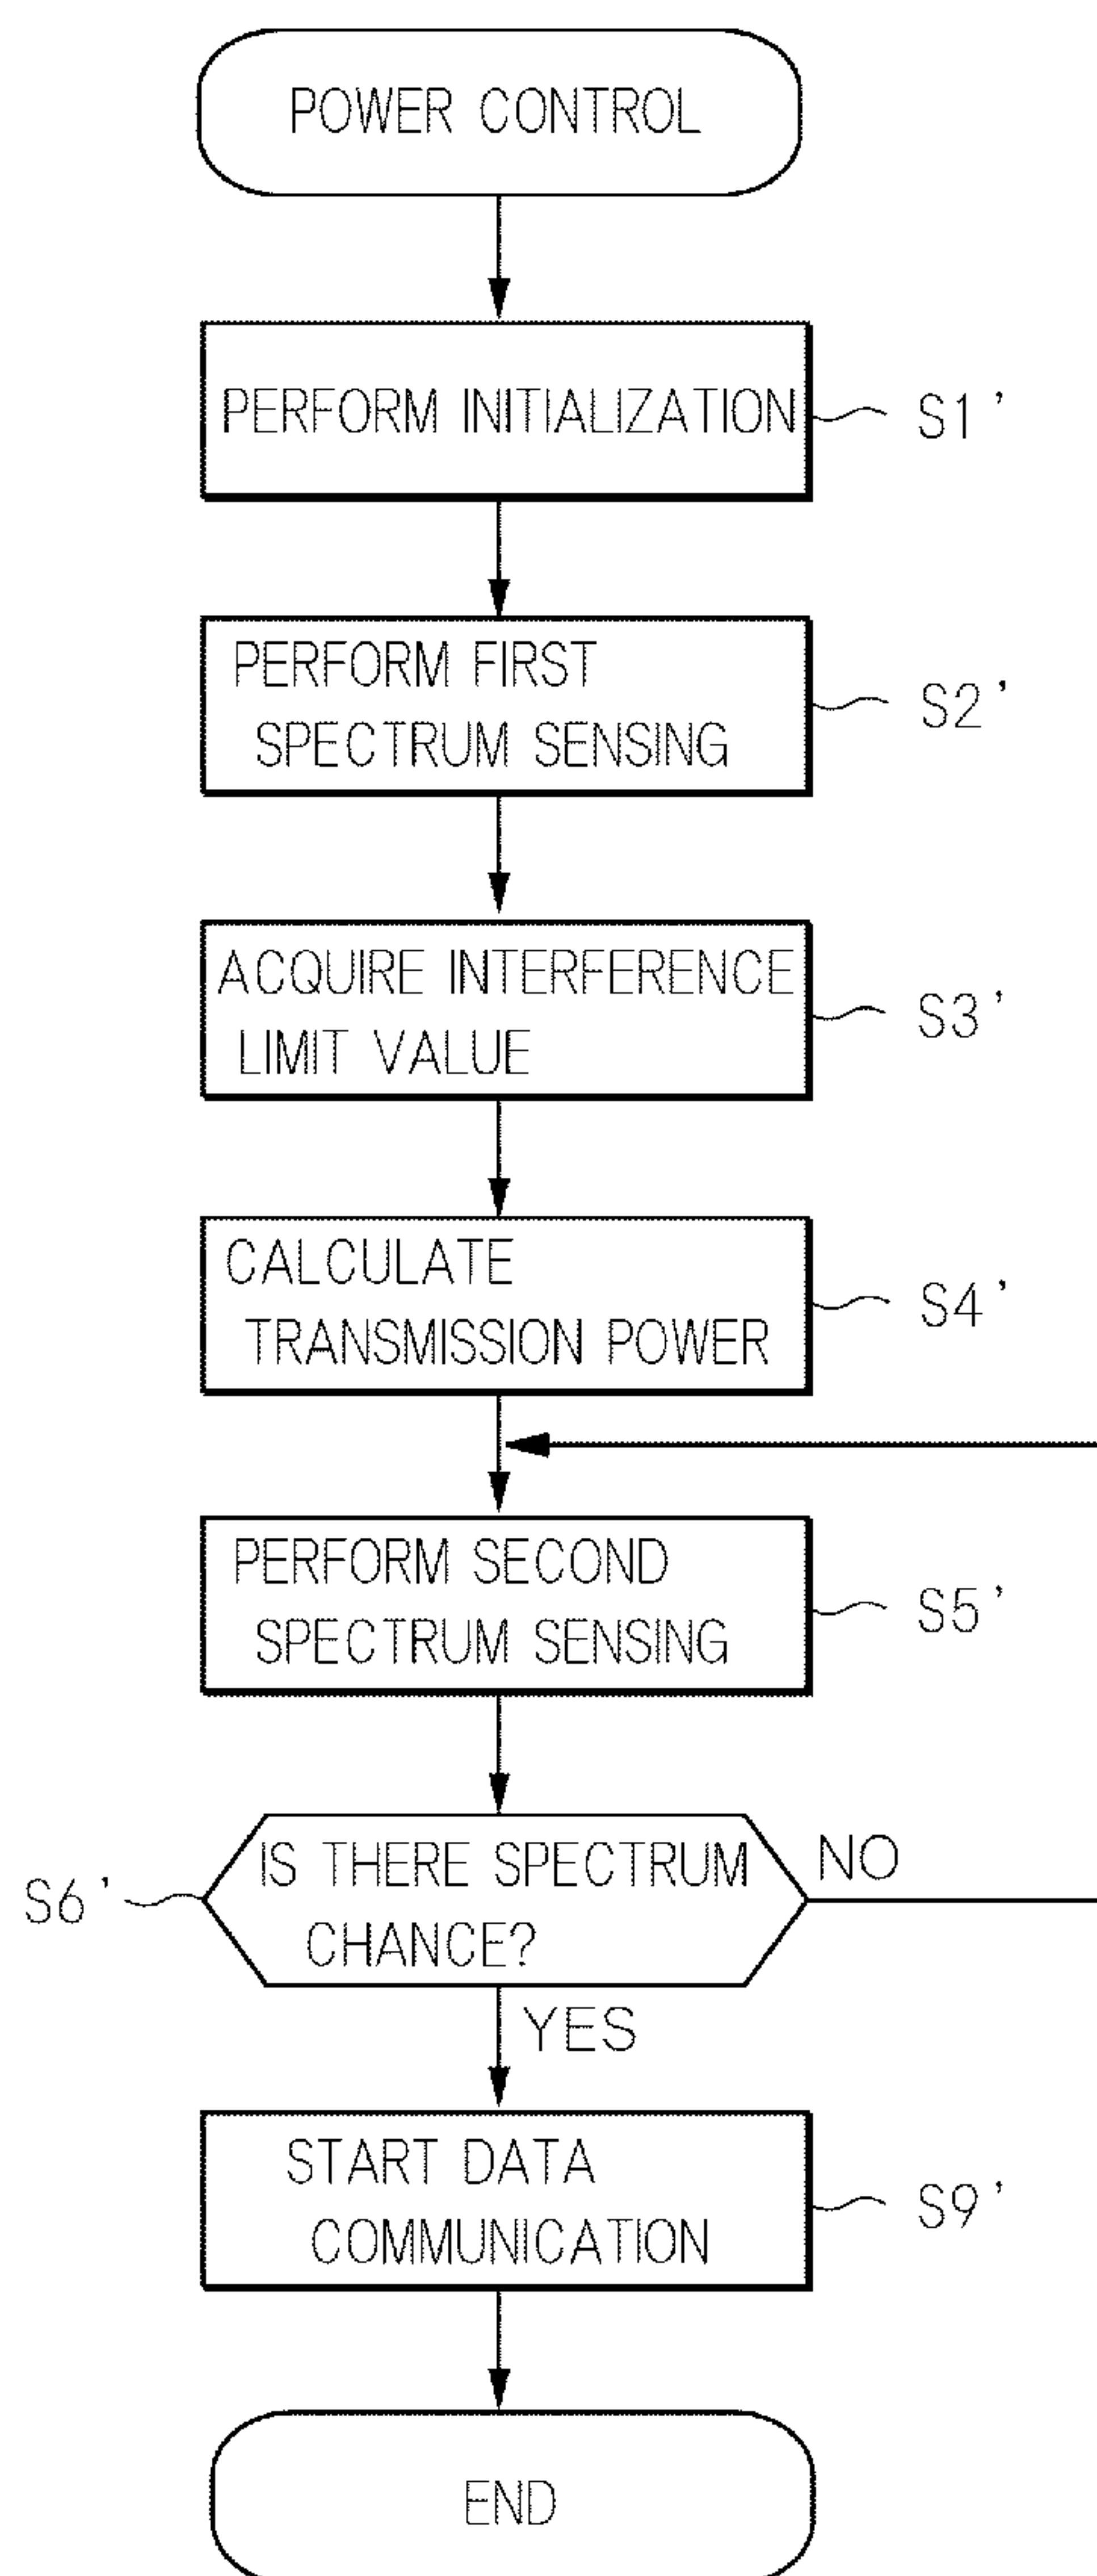 POWER CONTROL
PERFORM INITIALIZATION
S1'
PERFORM FIRST
SPECTRUM SENSING
S2'
ACQUIRE INTERFERENCE
LIMIT VALUE
S3'
CALCULATE
TRANSMISSION POWER
S4'
PERFORM SECOND
SPECTRUM SENSING
S5'
IS THERE SPECTRUM
CHANCE?
S6'
NO
YES
START DATA
COMMUNICATION
S9'
END